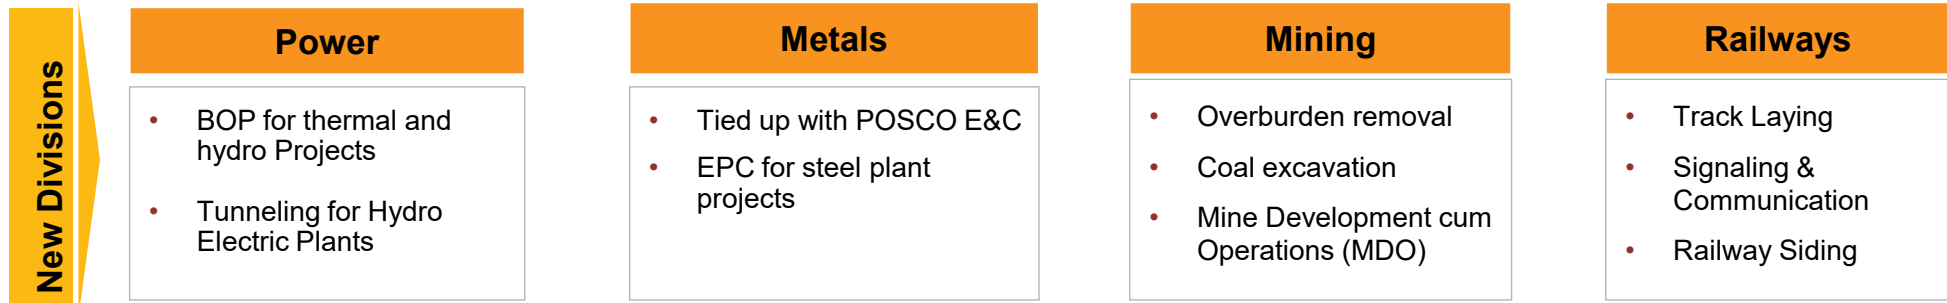 New Divisions
Power
• BOP for thermal and
hydro Projects
• Tunneling for Hydro
Electric Plants
Metals
• Tied up with POSCO E&C
• EPC for steel plant
projects
Mining
• Overburden removal
• Coal excavation
• Mine Development cum
Operations (MDO)
Railways
• Track Laying
• Signaling &
Communication
• Railway Siding